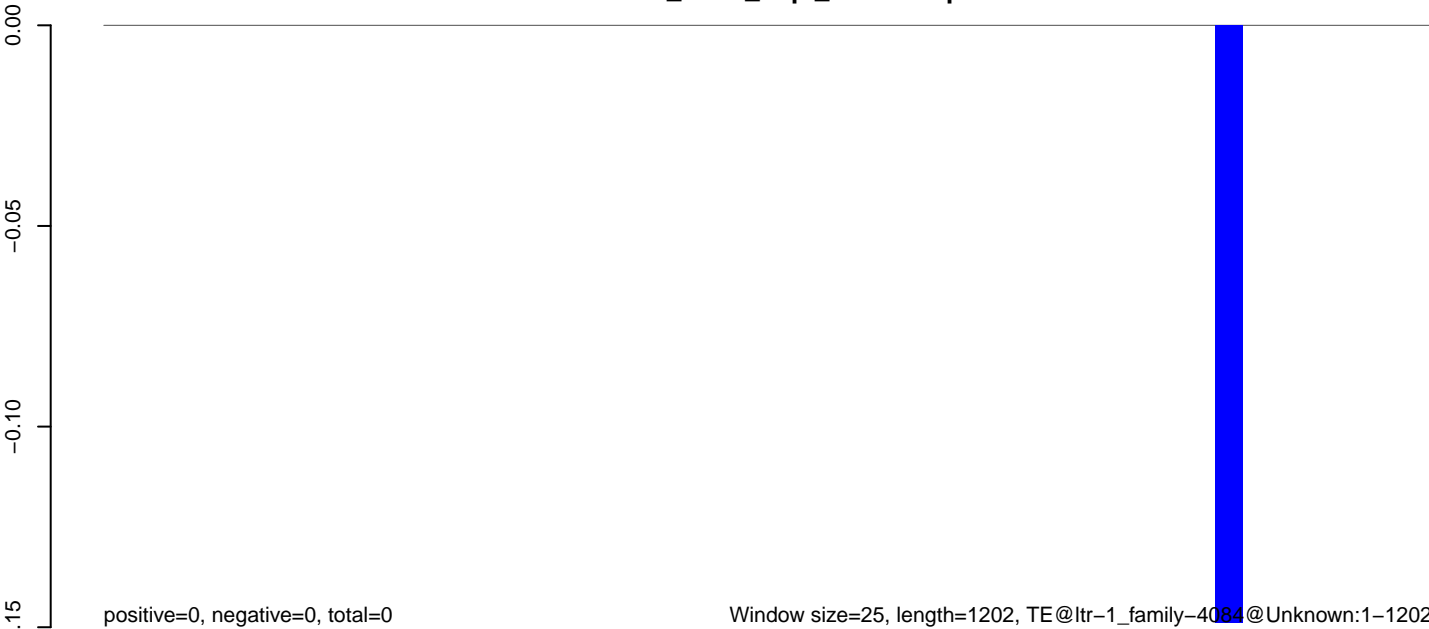 0.00
−0.05
−0.10
.15
positive=0, negative=0, total=0
Window size=25, length=1202, TE@ltr−1_family−4084@Unknown:1−1202